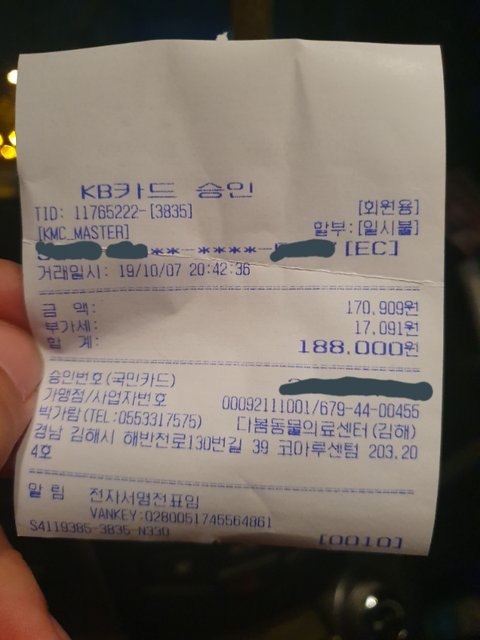 KB카드 승인
TID: 11765222-[3835] [회원용]
[KMC_MASTER] 할부:[일시불]
**-****- [EC]
거래일시: 19/10/07 20:42:36
금 액: 170,909원
부가세: 17,091원
합 계: 188,000원
승인번호(국민카드)
가맹점/사업자번호 00092111001/679-44-00455
박가람(TEL:0553317575) 다봄동물의료센터(김해)
경남 김해시 해반천로130번길 39 코아루센텀 203,20
4호
알 림 전자서명전표임
VANKEY:0280051745564861
S4119385-3835-N330 [0010]